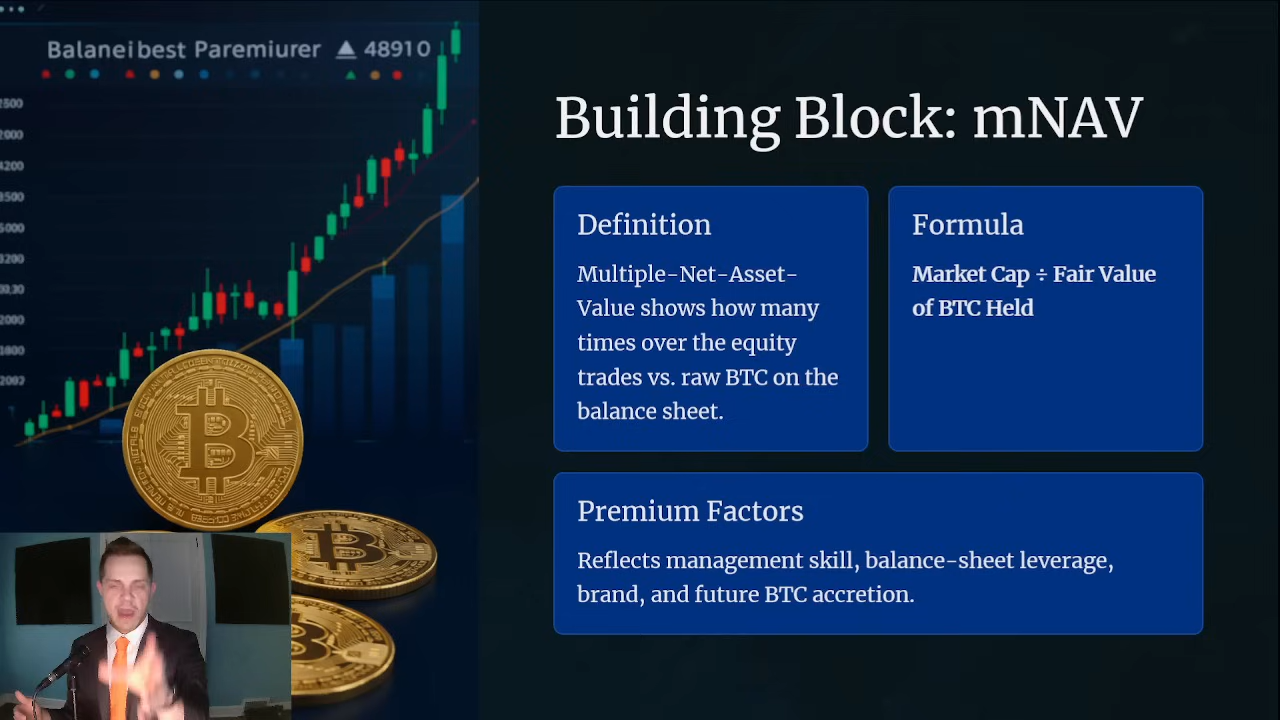 Balaneibest Paremiurer ▲ 48910
Building Block: mNAV
Definition
Multiple-Net-Asset-
Value shows how many
times over the equity
trades vs. raw BTC on the
balance sheet.
Formula
Market Cap ÷ Fair Value
of BTC Held
Premium Factors
Reflects management skill, balance-sheet leverage,
brand, and future BTC accretion.